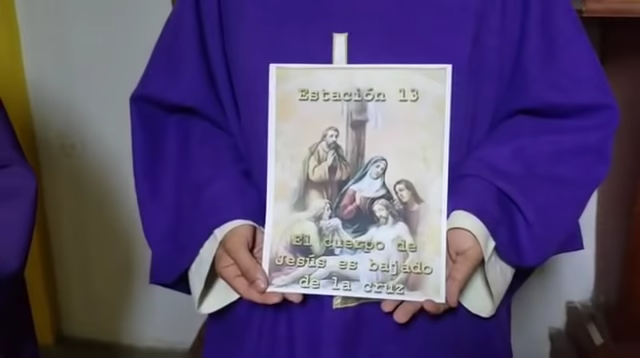 Estación 13
El cuerpo de
Jesús es bajado
de la cruz